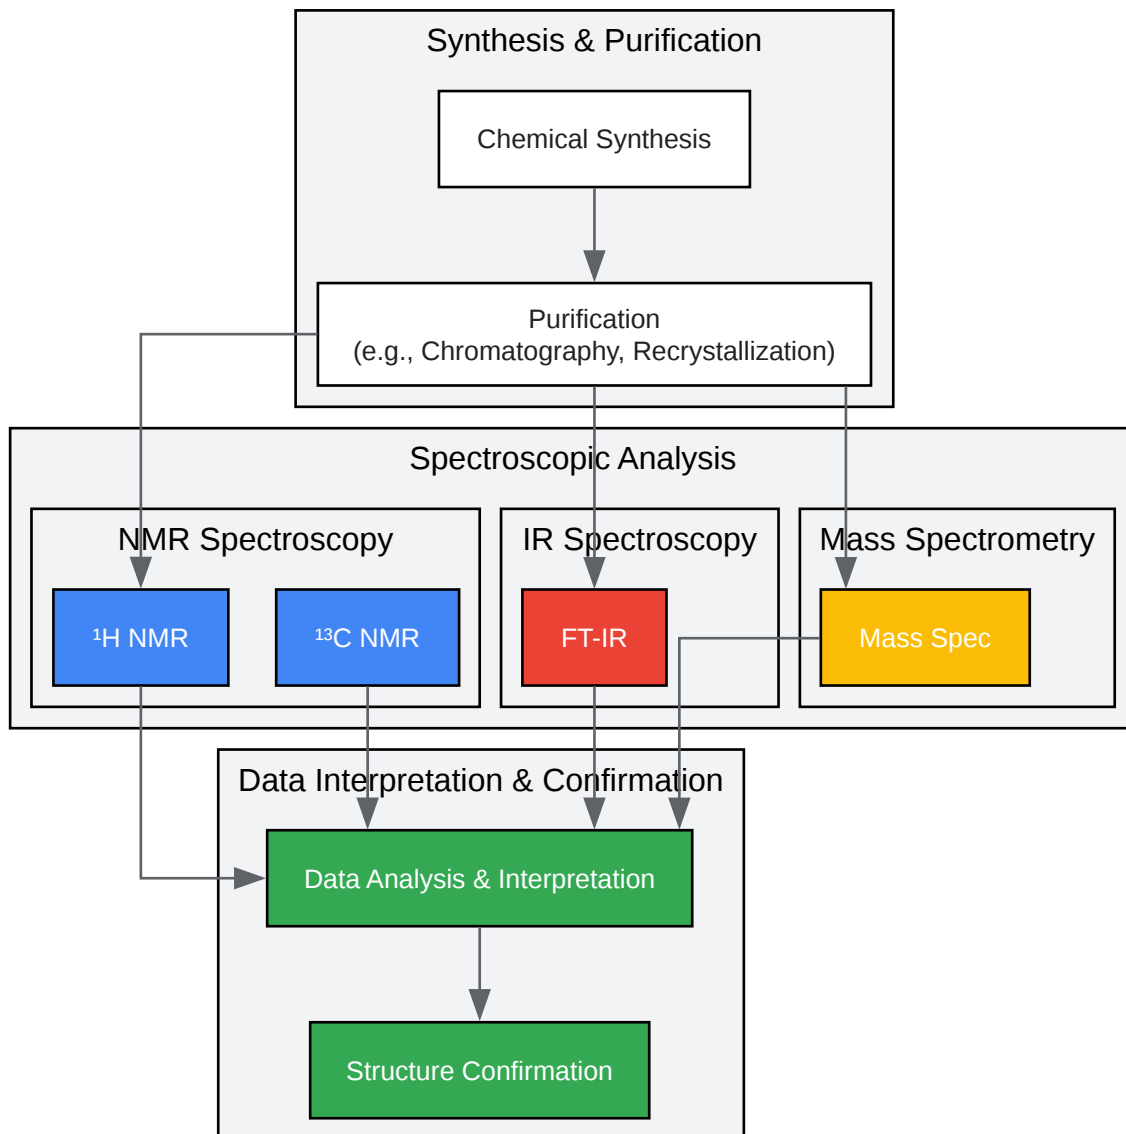 Synthesis & Purification
Chemical Synthesis
Purification
(e.g., Chromatography, Recrystallization)
Spectroscopic Analysis
NMR Spectroscopy
IR Spectroscopy
Mass Spectrometry
¹H NMR
¹³C NMR
FT-IR
Mass Spec
Data Interpretation & Confirmation
Data Analysis & Interpretation
Structure Confirmation